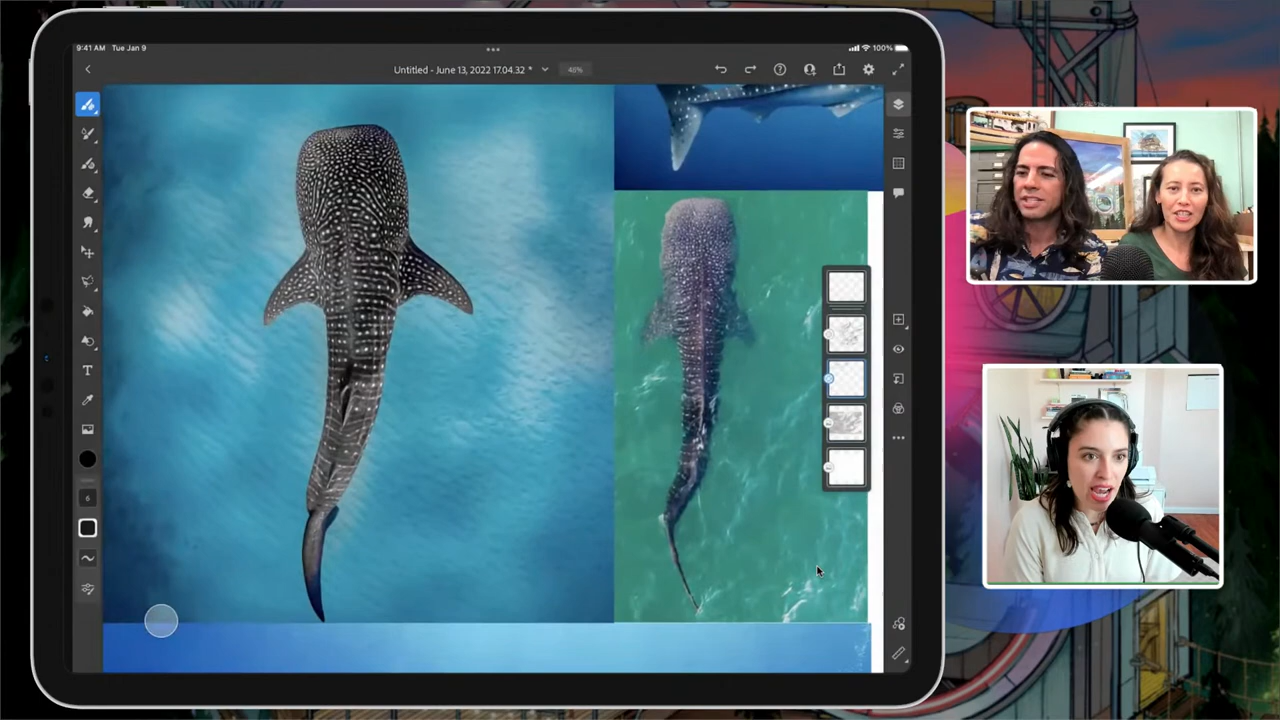 9:41 AM Tue Jan 9
100%
Untitled - June 13, 2022 17.04.32 *
48%
T
6